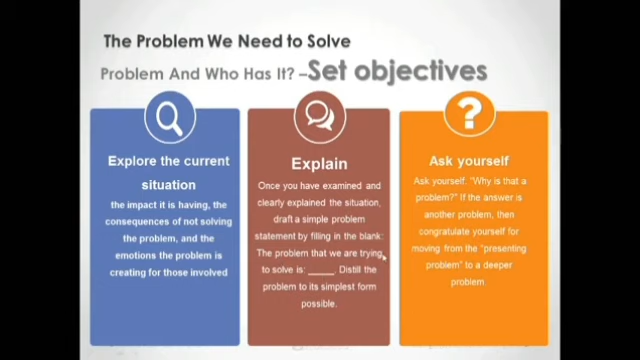 The Problem We Need to Solve
Problem And Who Has It? –Set objectives
Explore the current
situation
the impact it is having, the
consequences of not solving
the problem, and the
emotions the problem is
creating for those involved
Explain
Once you have examined and
clearly explained the situation,
draft a simple problem
statement by filling in the blank:
The problem that we are trying
to solve is: _____. Distill the
problem to its simplest form
possible.
?
Ask yourself
Ask yourself. "Why is that a
problem?" If the answer is
another problem, then
congratulate yourself for
moving from the "presenting
problem" to a deeper
problem.